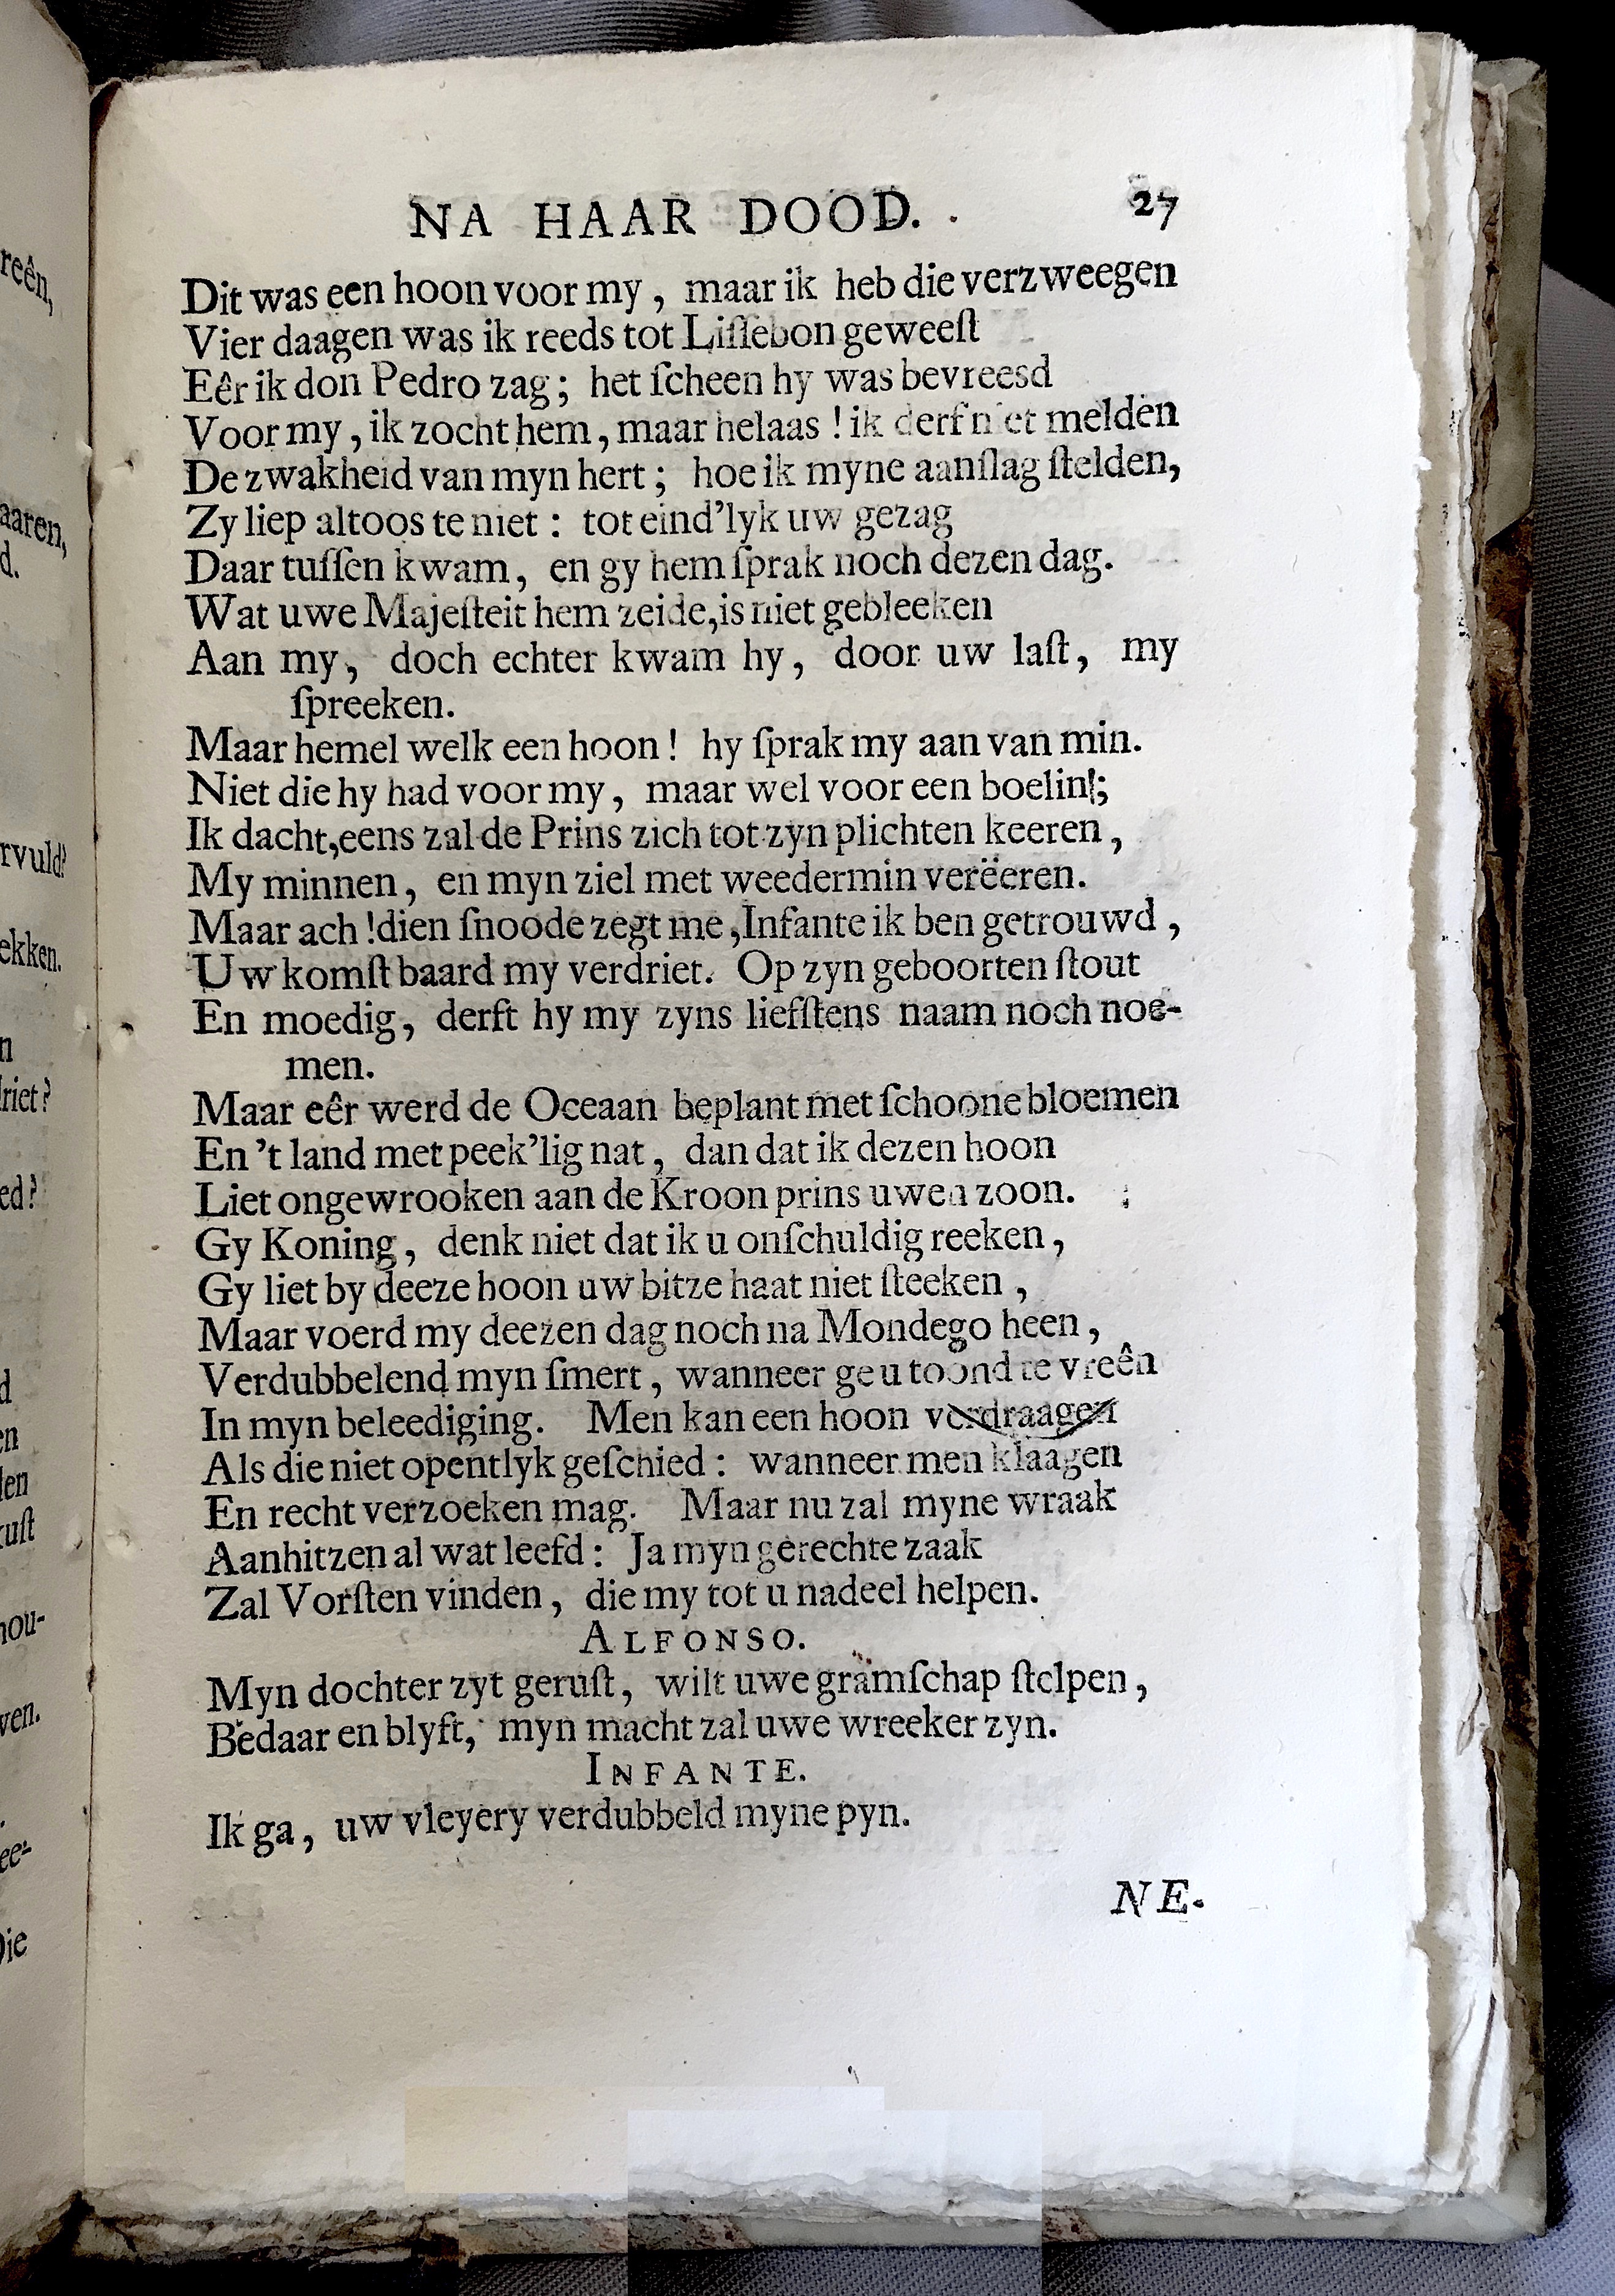 NA HAAR DOOD. 27
Dit was een hoon voor my, maar ik heb die verzweegen
Vier daagen was ik reeds tot Liſſebon geweeſt
Eêr ik don Pedro zag; het ſcheen hy was bevreesd
Voor my, ik zocht hem, maar helaas! ik derf niet melden
De zwakheid van myn hert; hoe ik myne aanſlag ſtelden,
Zy liep altoos te niet: tot eind'lyk uw gezag
Daar tuſſen kwam, en gy hem ſprak noch dezen dag.
Wat uwe Majeſteit hem zeide, is niet gebleeken
Aan my, doch echter kwam hy, door uw laſt, my
ſpreeken.
Maar hemel welk een hoon! hy ſprak my aan van min.
Niet die hy had voor my, maar wel voor een boelin!;
Ik dacht, eens zal de Prins zich tot zyn plichten keeren,
My minnen, en myn ziel met weedermin verëeren.
Maar ach! dien ſnoode zegt me, Infante ik ben getrouwd,
Uw komſt baard my verdriet. Op zyn geboorten ſtout
En moedig, derft hy my zyns liefſtens naam noch noe-
men.
Maar eêr werd de Oceaan beplant met ſchoone bloemen
En 't land met peek'lig nat, dan dat ik dezen hoon
Liet ongewrooken aan de Kroon prins uwen zoon. ;
Gy Koning, denk niet dat ik u onſchuldig reeken,
Gy liet by deeze hoon uw bitze haat niet ſteeken,
Maar voerd my deezen dag noch na Mondego heen,
Verdubbelend myn ſmert, wanneer ge u toond te vreên
In myn beleediging. Men kan een hoon verdraagen
Als die niet opentlyk geſchied: wanneer men klaagen
En recht verzoeken mag. Maar nu zal myne wraak
Aanhitzen al wat leefd: Ja myn gerechte zaak
Zal Vorſten vinden, die my tot u nadeel helpen.
ALFONSO.
Myn dochter zyt geruſt, wilt uwe gramſchap ſtelpen,
Bedaar en blyft, myn macht zal uwe wreeker zyn.
INFANTE.
Ik ga, uw vleyery verdubbeld myne pyn.
NE-